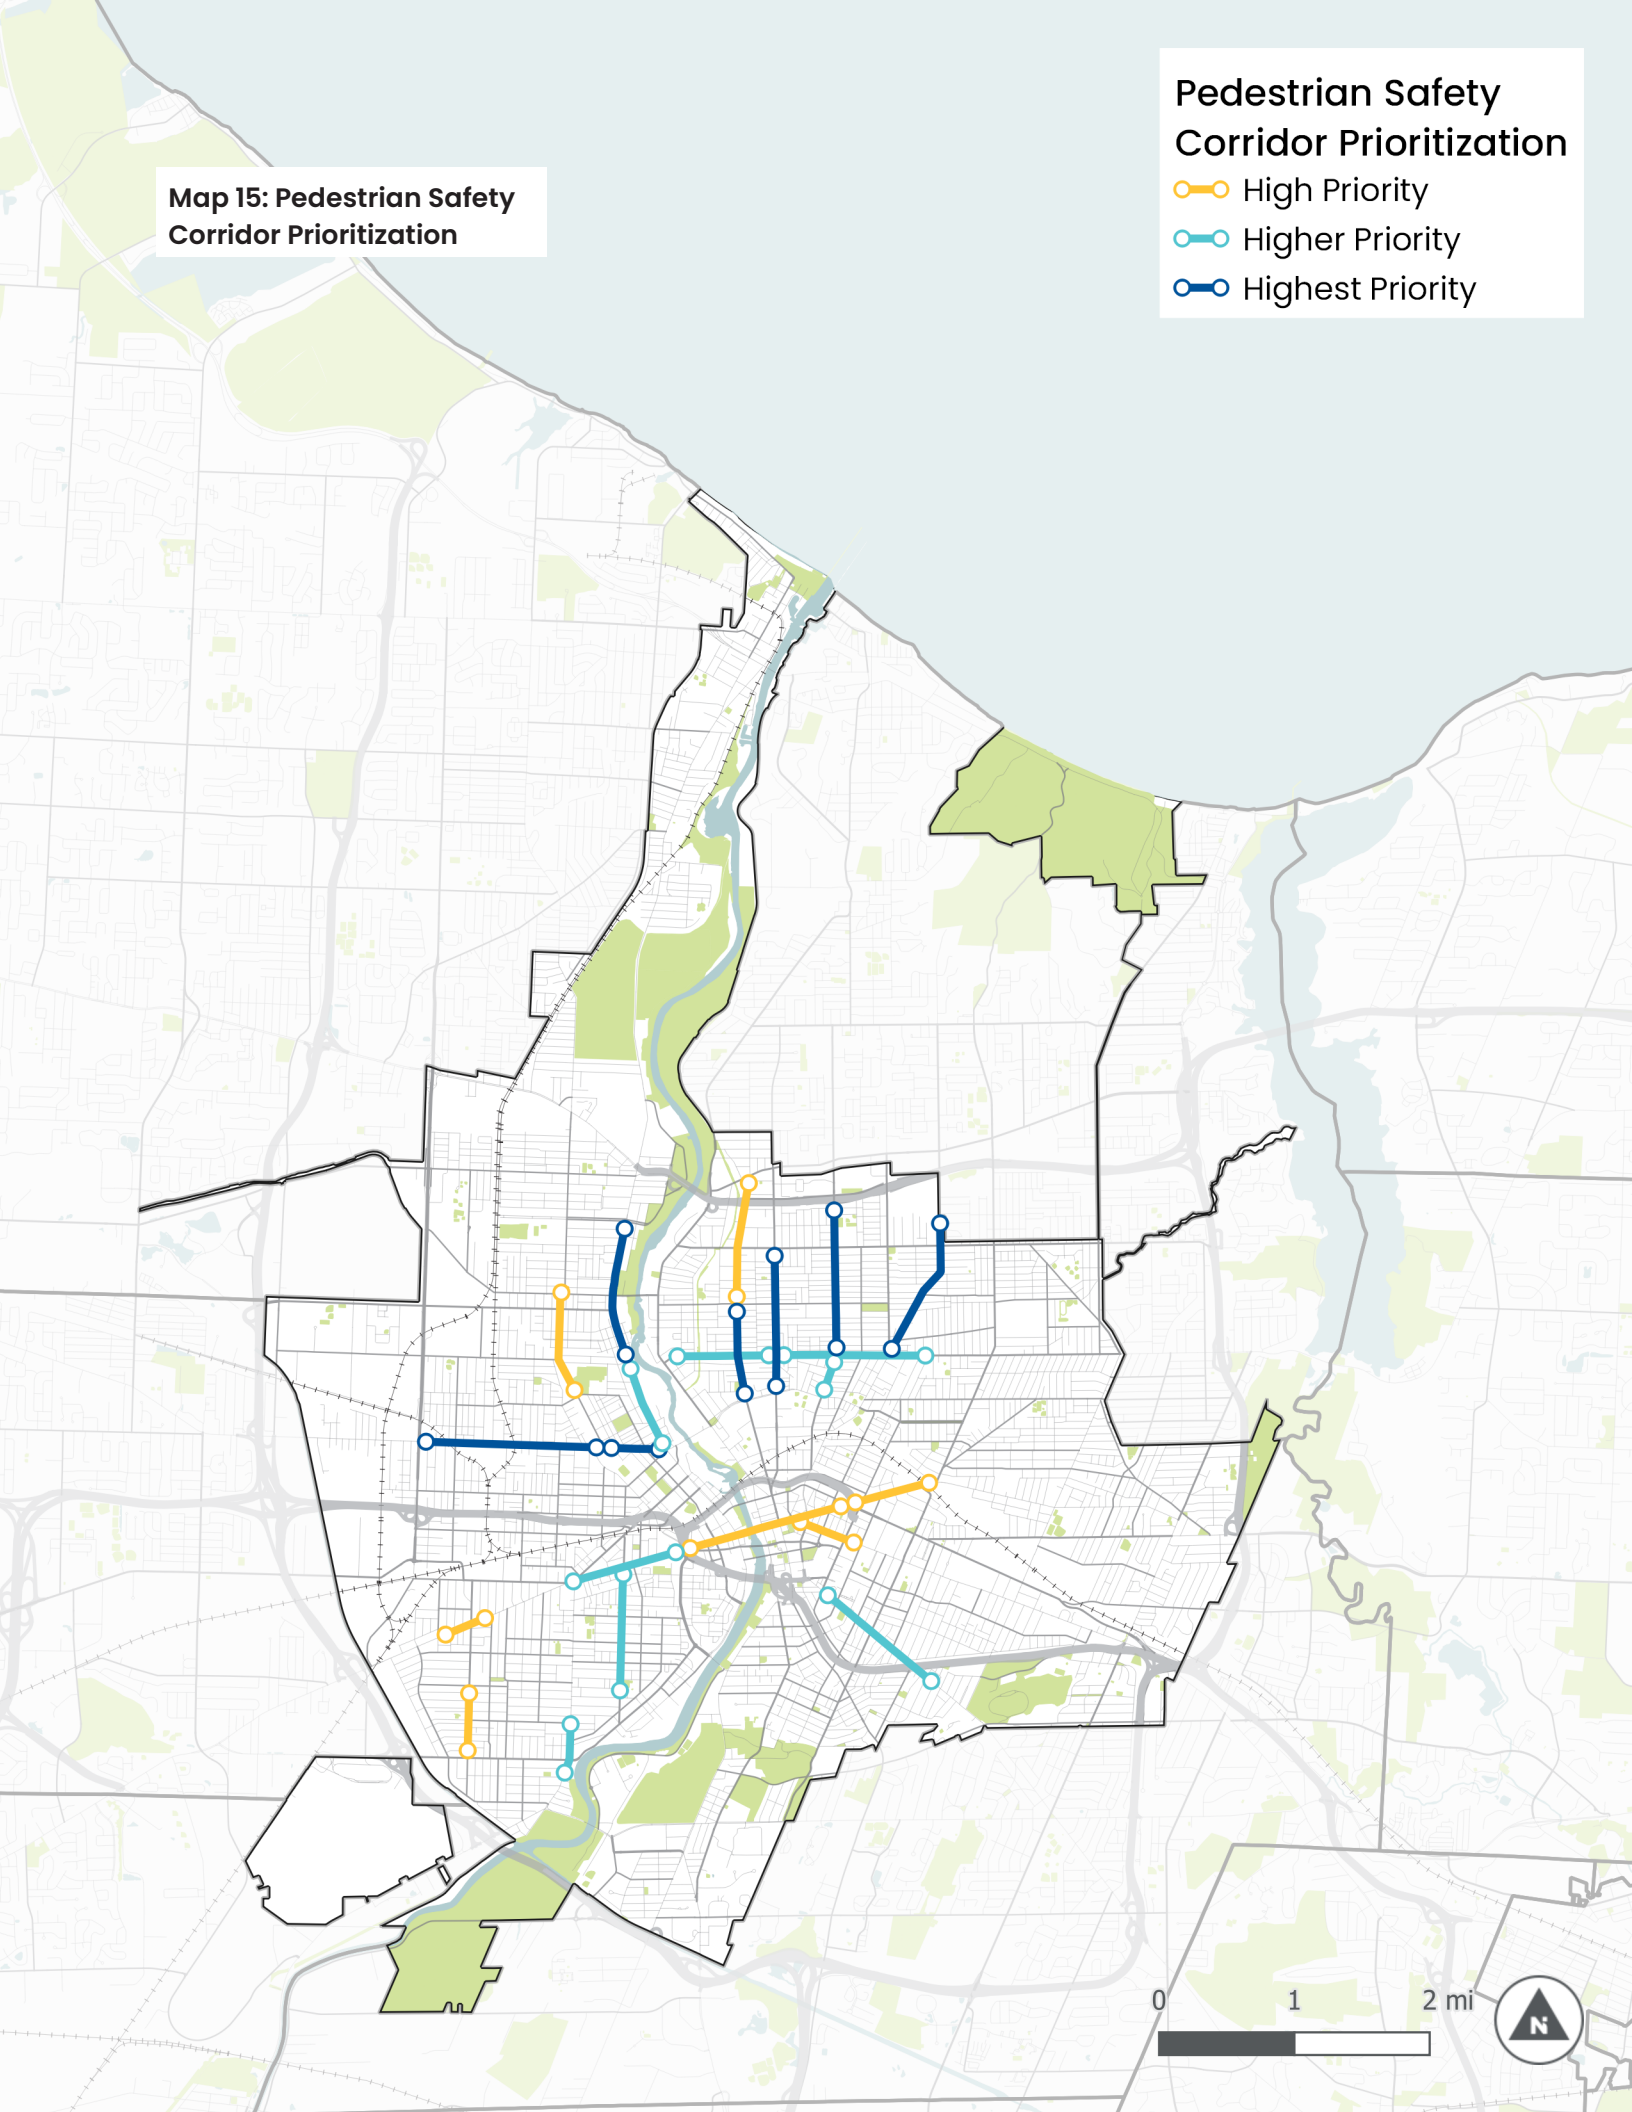 Pedestrian Safety
Corridor Prioritization
High Priority
Higher Priority
Highest Priority
Map 15: Pedestrian Safety
Corridor Prioritization
0 1 2 mi
N